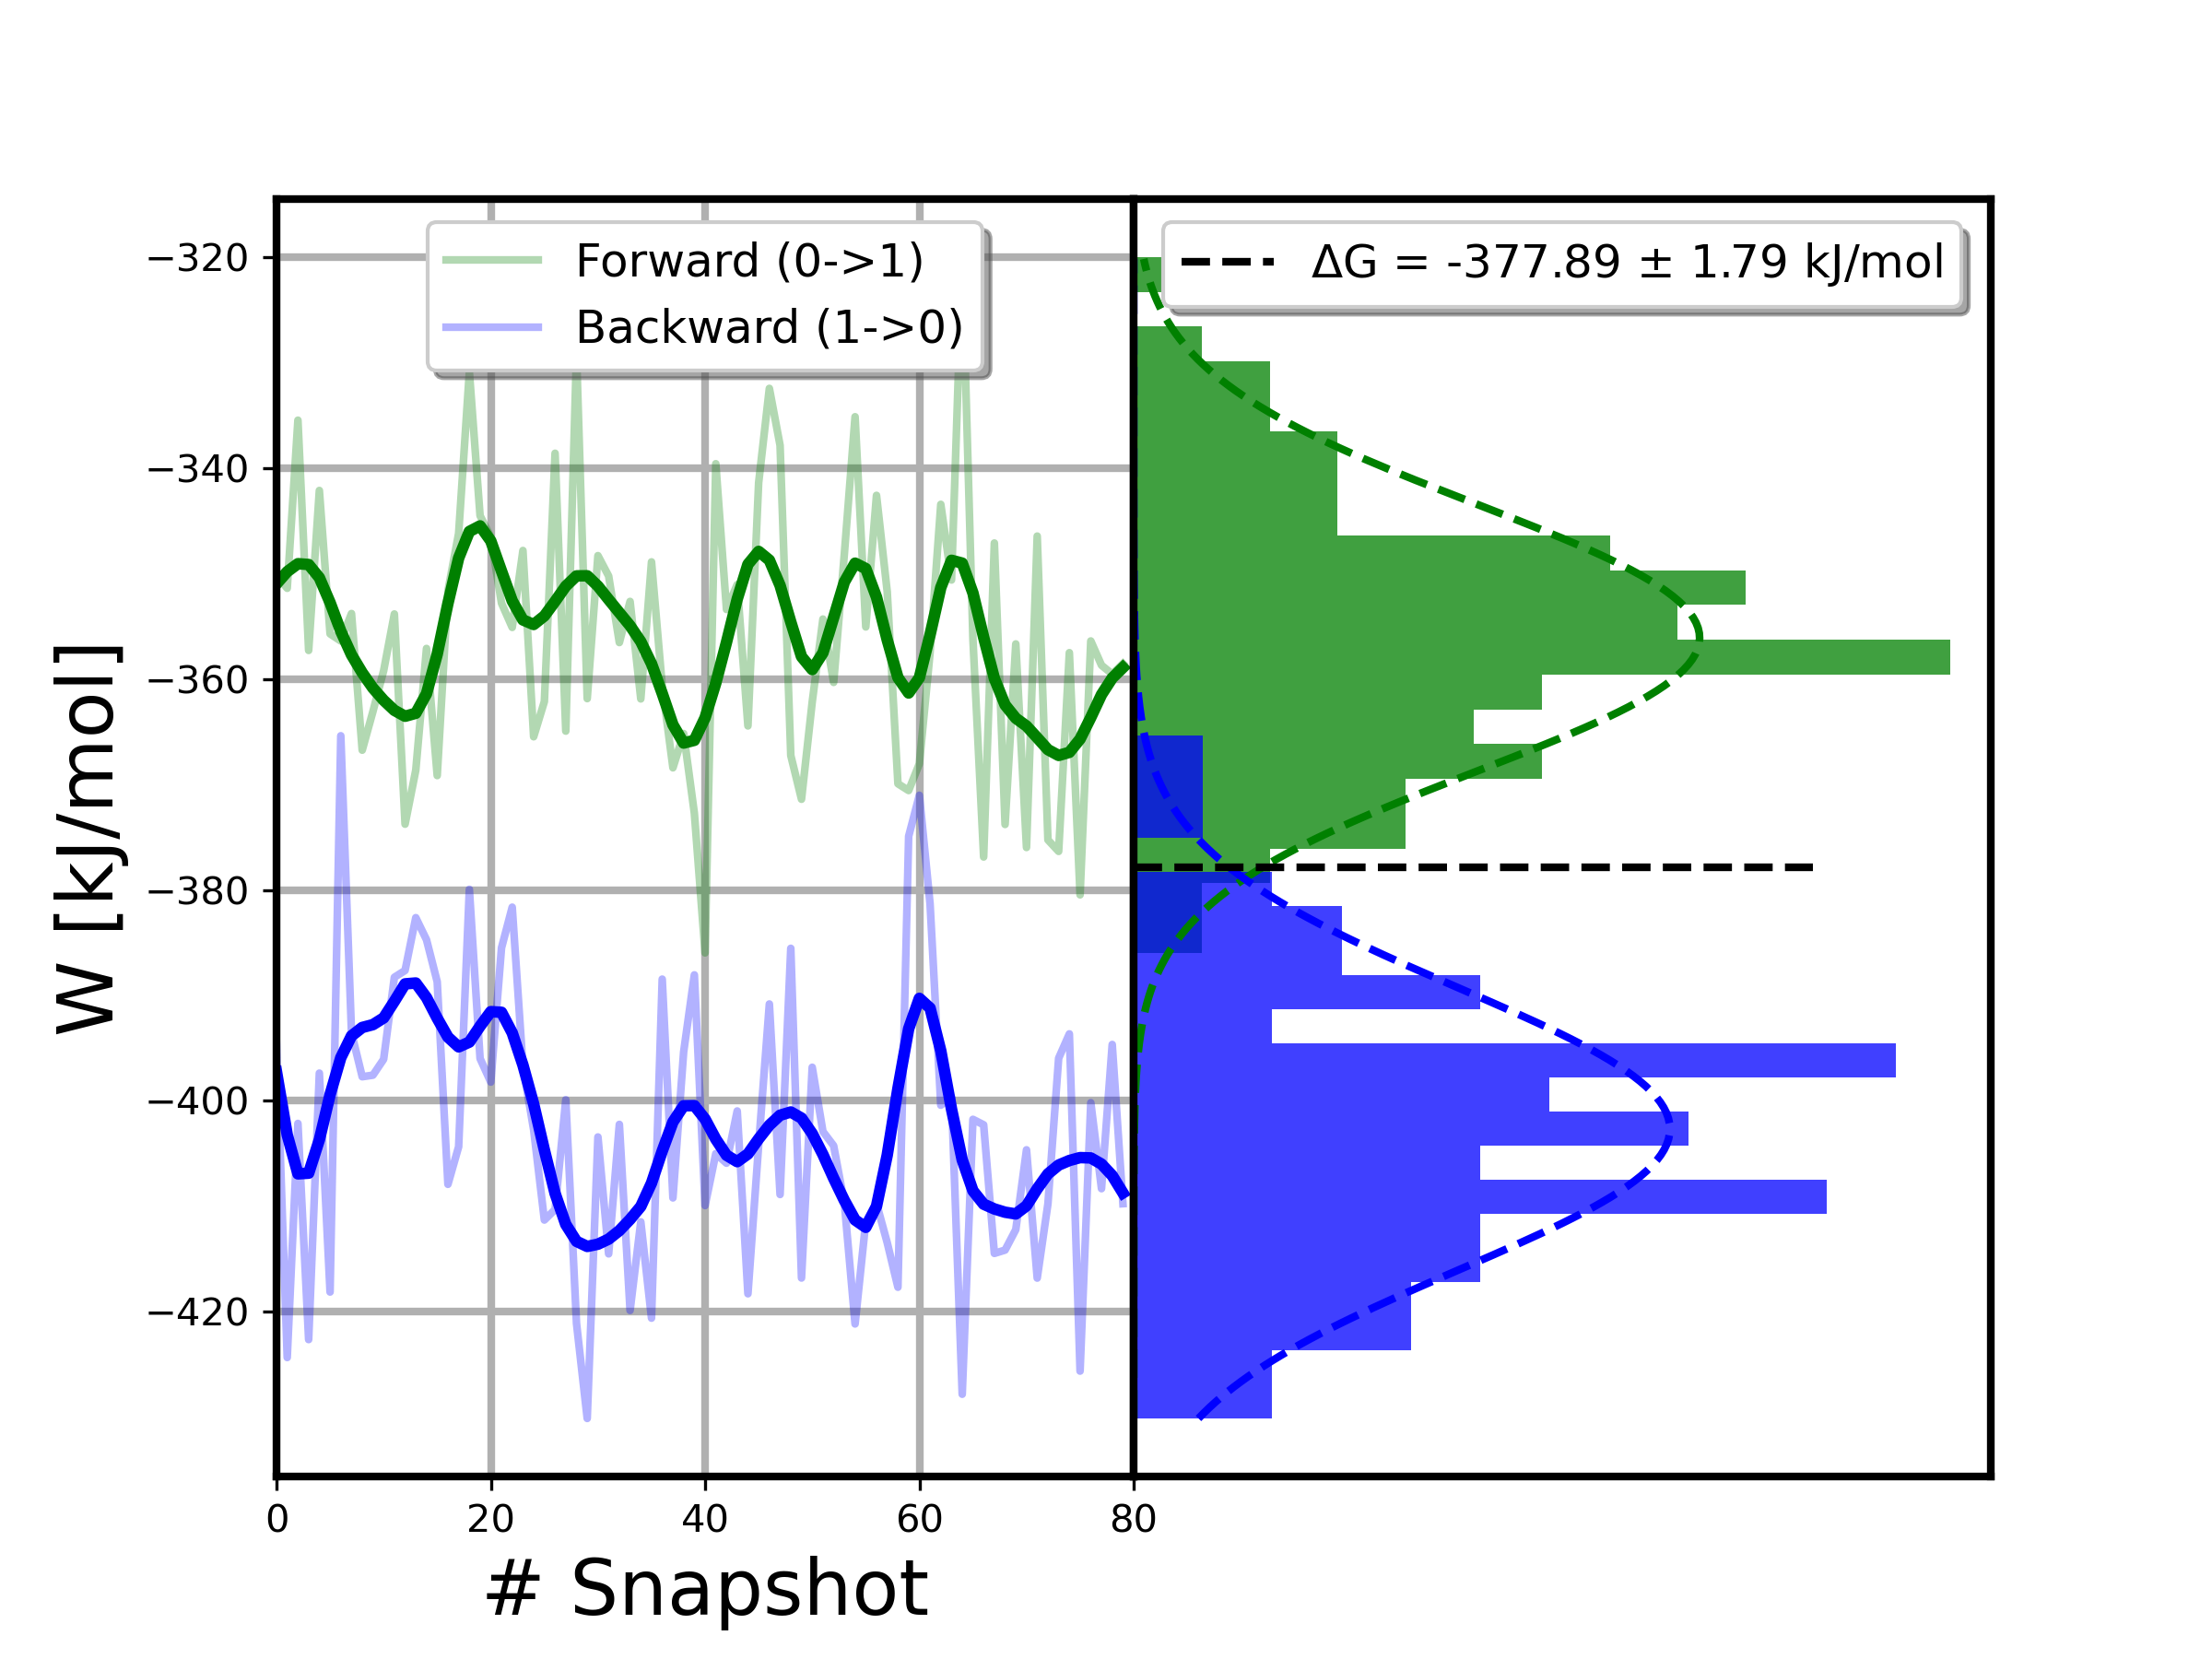 Forward (0->1)
Backward (1->0)
ΔG = -377.89 ± 1.79 kJ/mol
W [kJ/mol]
−320
−340
−360
−380
−400
−420
0 20 40 60 80
# Snapshot